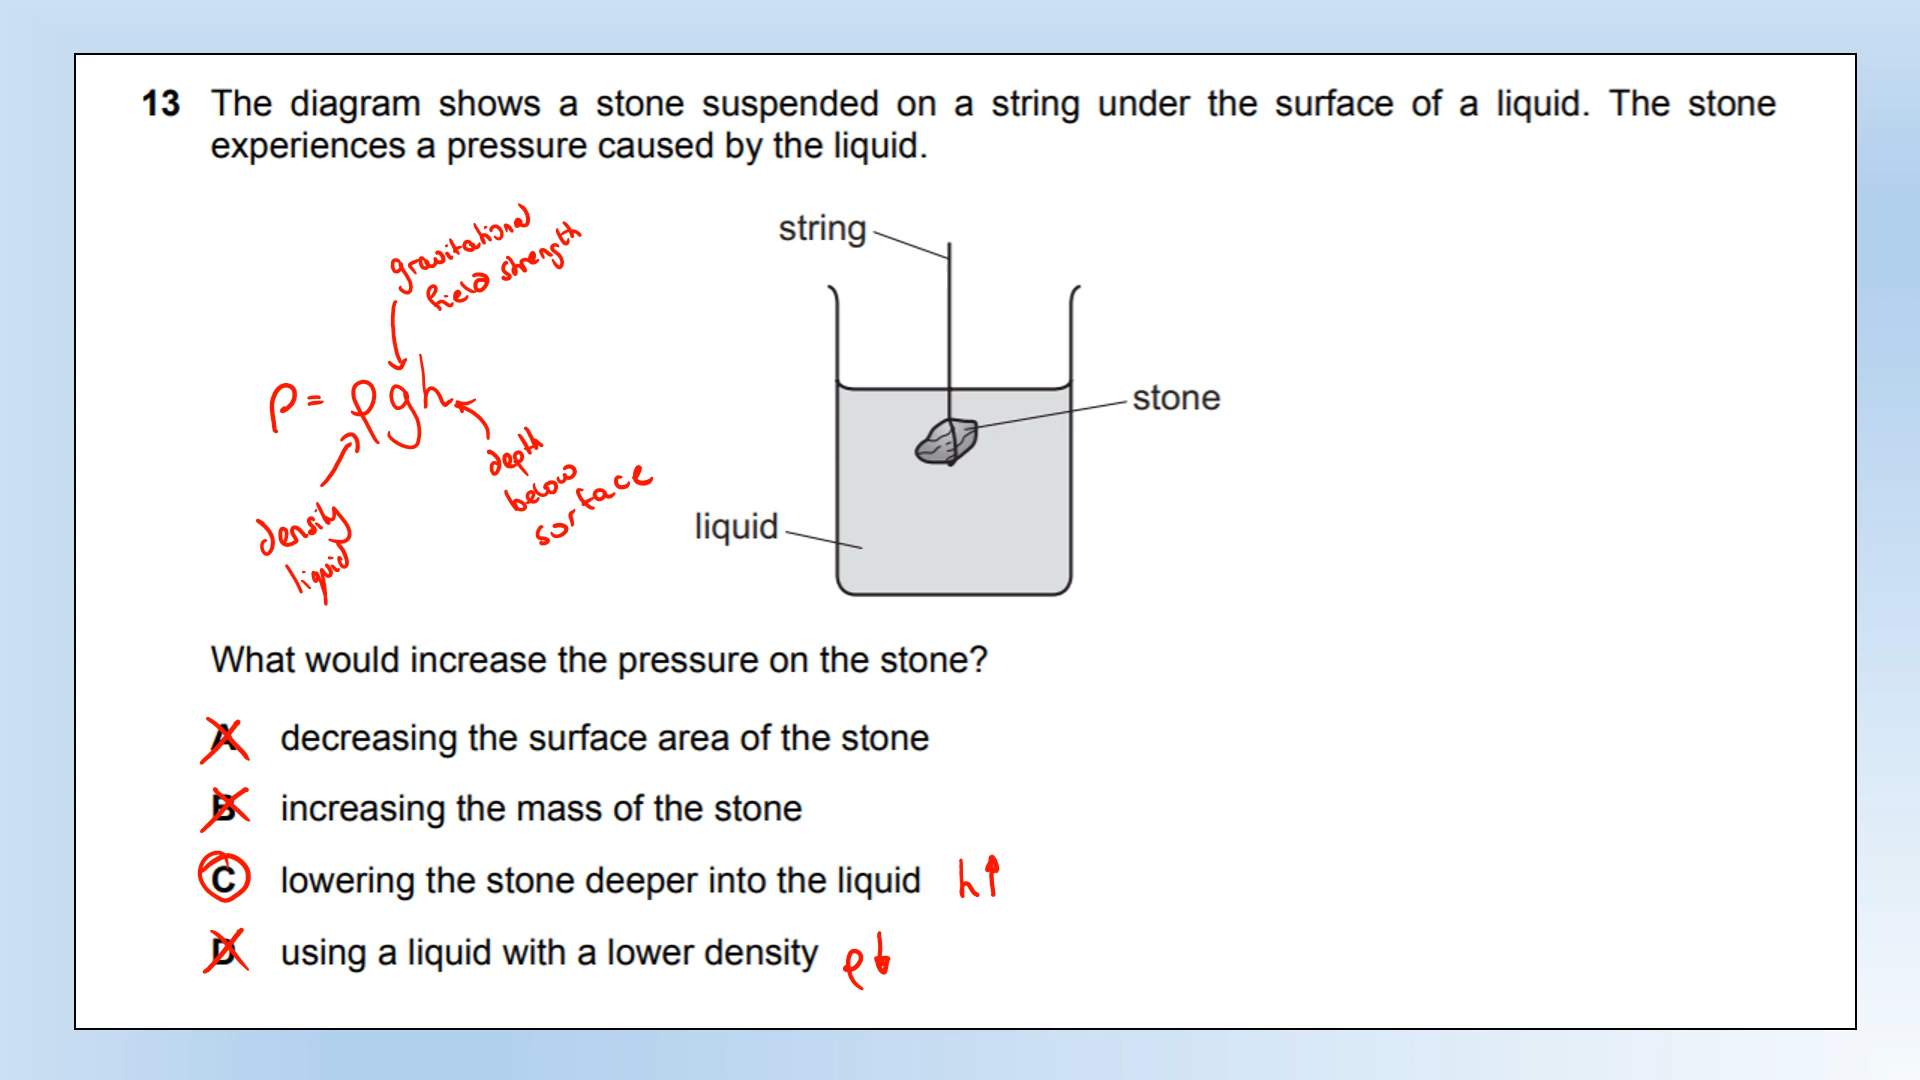 13 The diagram shows a stone suspended on a string under the surface of a liquid. The stone
experiences a pressure caused by the liquid.
gravitational
field strength
string
P = ρgh
stone
depth
below
surface
density
liquid
liquid
What would increase the pressure on the stone?
A decreasing the surface area of the stone
B increasing the mass of the stone
C lowering the stone deeper into the liquid h↑
D using a liquid with a lower density ρ↓